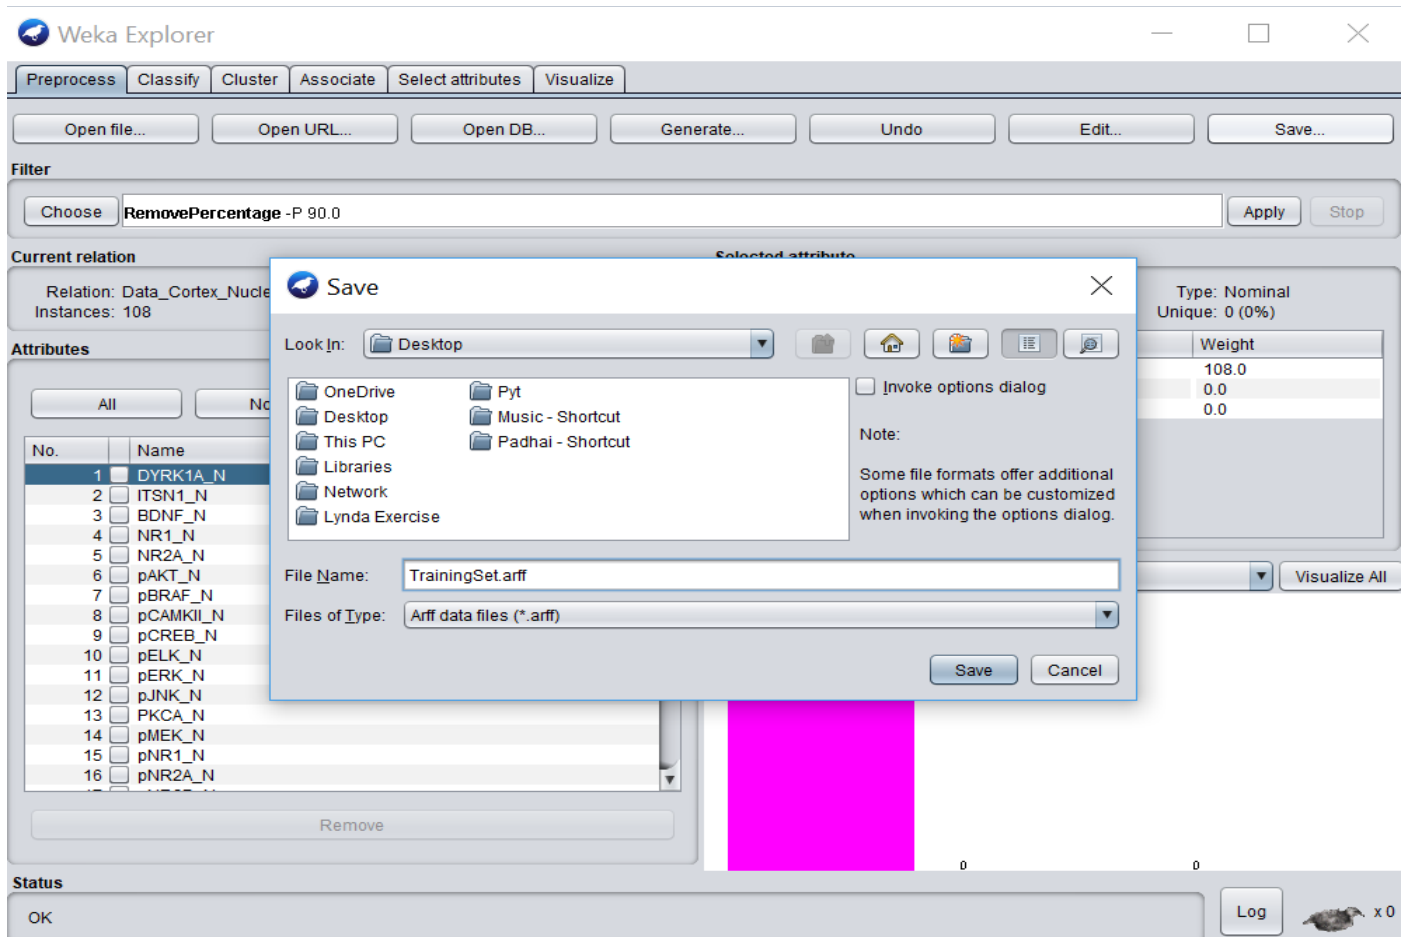 Weka Explorer
Preprocess Classify Cluster Associate Select attributes Visualize
Open file... Open URL... Open DB... Generate... Undo Edit... Save...
Filter
Choose RemovePercentage -P 90.0 Apply Stop
Current relation
Relation: Data_Cortex_Nucle
Instances: 108
Attributes
All No
No. Name
1 DYRK1A_N
2 ITSN1_N
3 BDNF_N
4 NR1_N
5 NR2A_N
6 pAKT_N
7 pBRAF_N
8 pCAMKII_N
9 pCREB_N
10 pELK_N
11 pERK_N
12 pJNK_N
13 PKCA_N
14 pMEK_N
15 pNR1_N
16 pNR2A_N
Remove
Selected attribute
Type: Nominal
Unique: 0 (0%)
Weight
108.0
0.0
0.0
Visualize All
0 0
Save
Look In: Desktop
OneDrive
Desktop
This PC
Libraries
Network
Lynda Exercise
Pyt
Music - Shortcut
Padhai - Shortcut
Invoke options dialog
Note:
Some file formats offer additional
options which can be customized
when invoking the options dialog.
File Name: TrainingSet.arff
Files of Type: Arff data files (*.arff)
Save Cancel
Status
OK
Log x 0